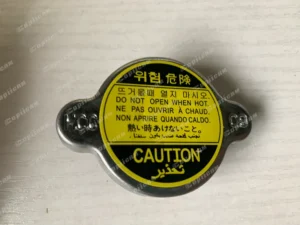 위험 危険
뜨거울때 열지 마시오
DO NOT OPEN WHEN HOT.
NE PAS OUVRIR À CHAUD.
NON APRIRE QUANDO CALDO.
熱い時あけないこと。
CAUTION
تحذير